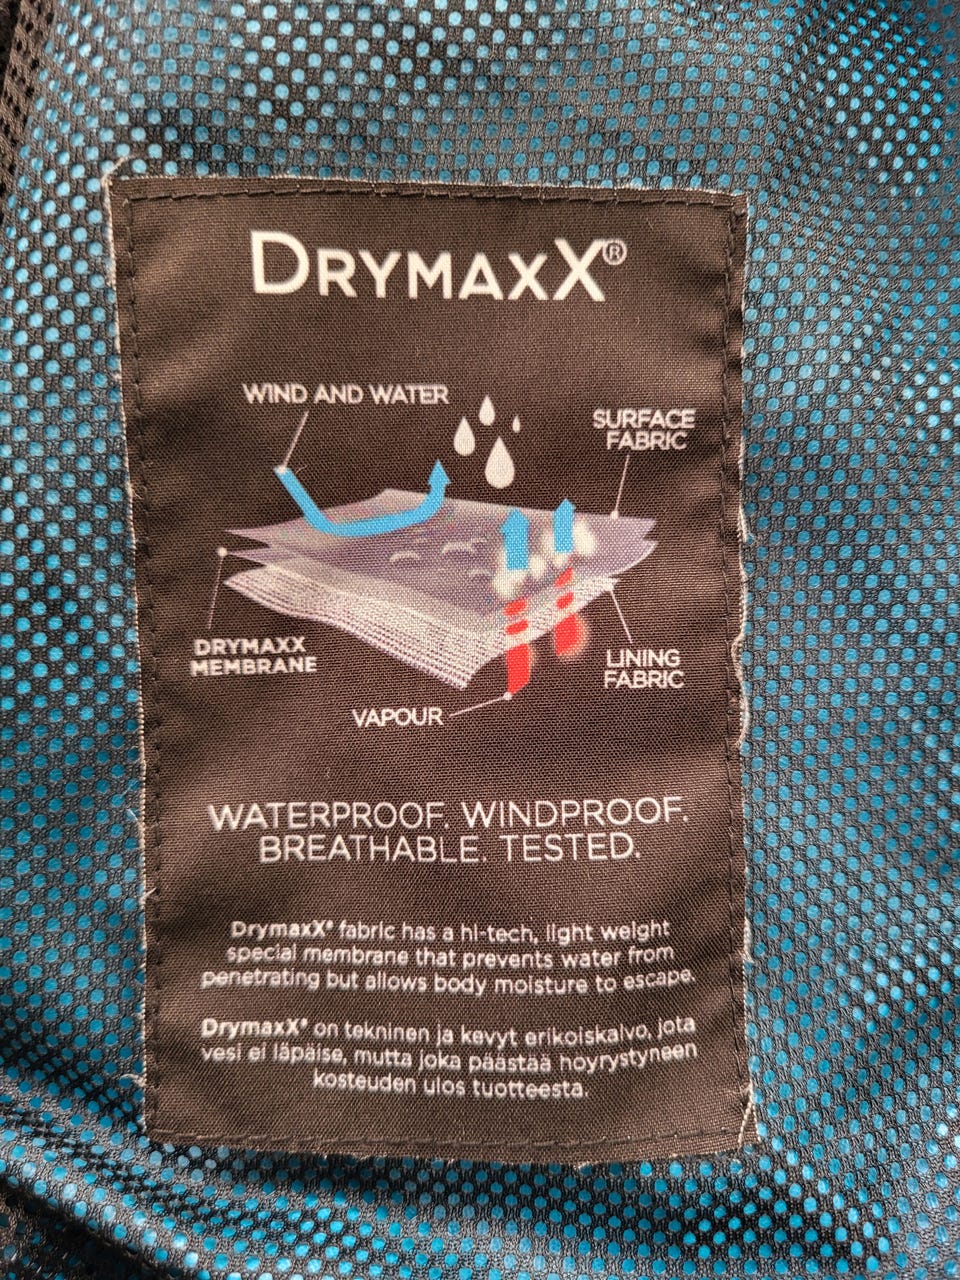 DRYMAXX®
WIND AND WATER
SURFACE
FABRIC
DRYMAXX
MEMBRANE
LINING
FABRIC
VAPOUR
WATERPROOF. WINDPROOF.
BREATHABLE. TESTED.
DrymaxX® fabric has a hi-tech, light weight
special membrane that prevents water from
penetrating but allows body moisture to escape.
DrymaxX® on tekninen ja kevyt erikoiskalvo, jota
vesi ei läpäise, mutta joka päästää höyrystyneen
kosteuden ulos tuotteesta.